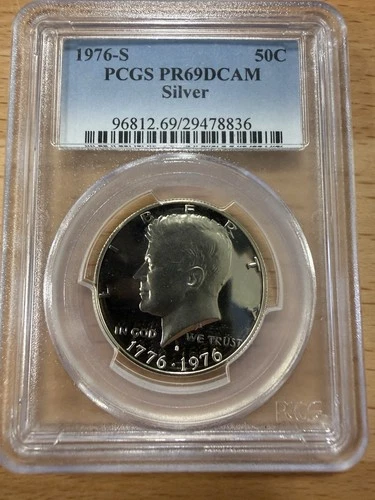 1976-S 50C
PCGS PR69DCAM
Silver
96812.69/29478836
LIBERTY
IN GOD WE TRUST
S
1776·1976
PCGS